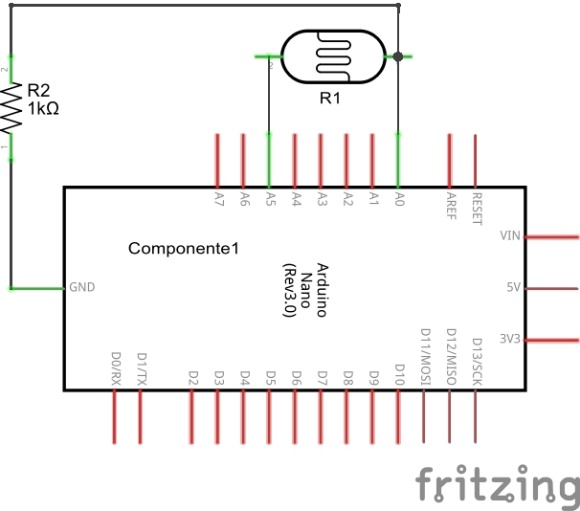 2
R2
1kΩ
1
R1
A7
A6
A5
A4
A3
A2
A1
A0
AREF
RESET
Componente1
Arduino
Nano
(Rev3.0)
VIN
GND
5V
3V3
D0/RX
D1/TX
D2
D3
D4
D5
D6
D7
D8
D9
D10
D11/MOSI
D12/MISO
D13/SCK
fritzing